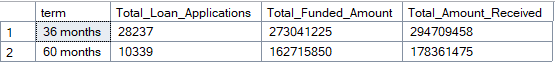 term Total_Loan_Applications Total_Funded_Amount Total_Amount_Received
1 36 months 28237 273041225 294709458
2 60 months 10339 162715850 178361475